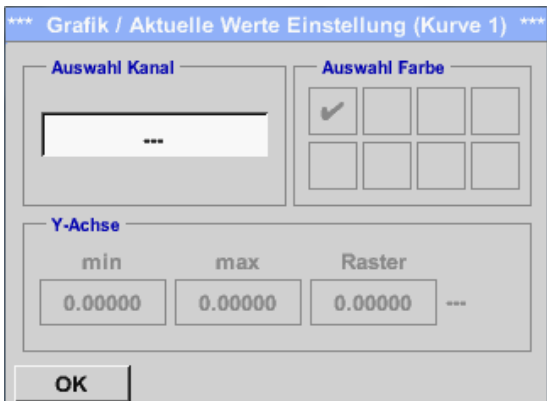 *** Grafik / Aktuelle Werte Einstellung (Kurve 1) ***
Auswahl Kanal
---
Auswahl Farbe
Y-Achse
min max Raster
0.00000 0.00000 0.00000 ---
OK